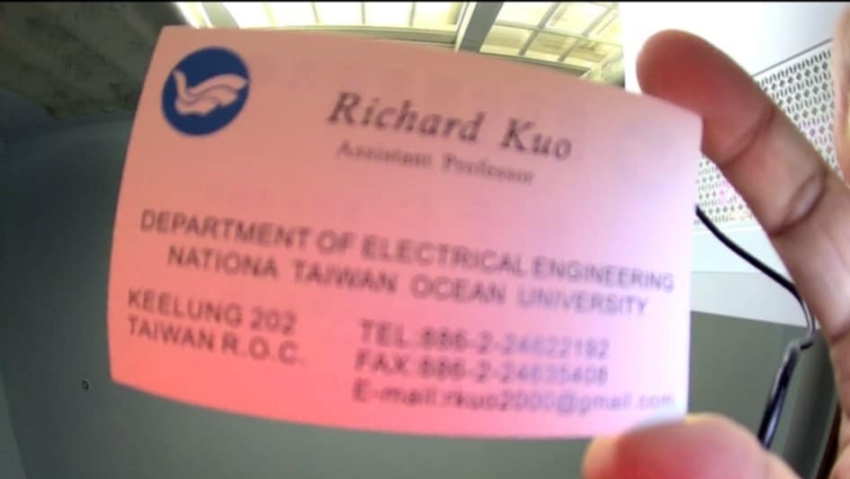 Richard Kuo
Assistant Professor
DEPARTMENT OF ELECTRICAL ENGINEERING
NATIONA TAIWAN OCEAN UNIVERSITY
KEELUNG 202
TAIWAN R.O.C.
TEL:886-2-24622192
FAX:886-2-24635408
E-mail:rkuo2000@gmail.com